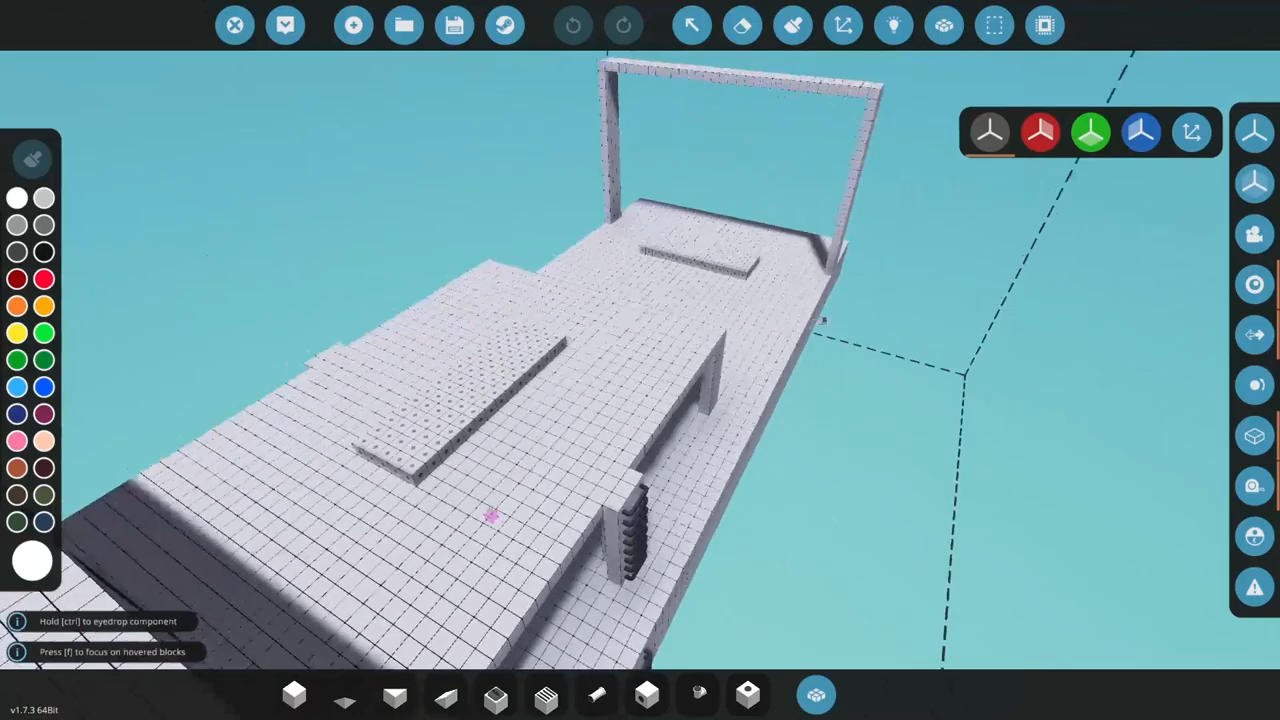 Hold [ctrl] to eyedrop component
Press [f] to focus on hovered blocks
v1.7.3 64Bit